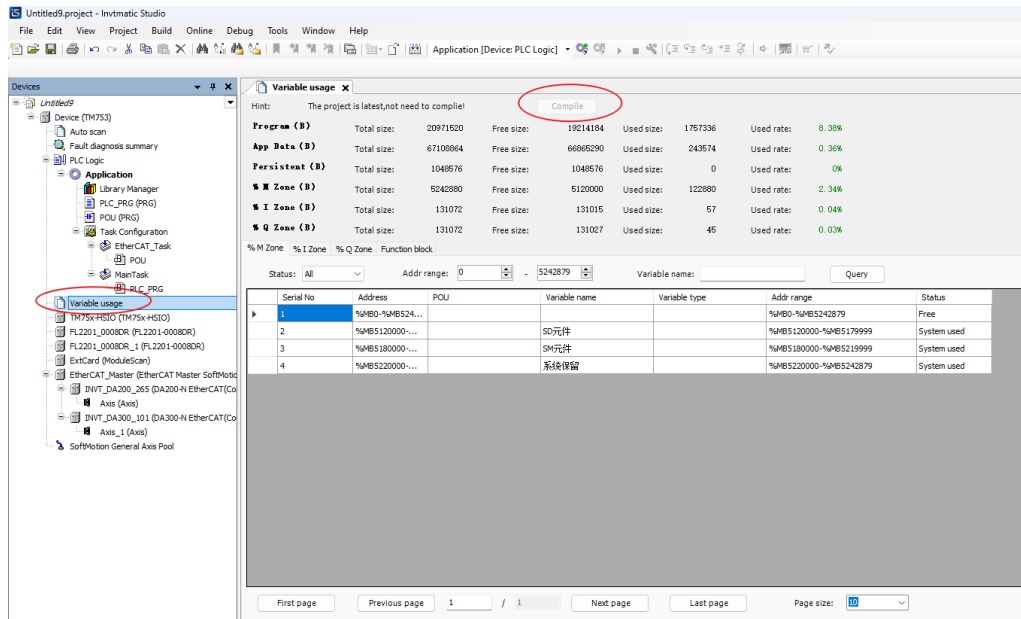 Untitled9.project - Invtmatic Studio
File Edit View Project Build Online Debug Tools Window Help
Application [Device: PLC Logic]
Devices
Untitled9
Device (TM753)
Auto scan
Fault diagnosis summary
PLC Logic
Application
Library Manager
PLC_PRG (PRG)
POU (PRG)
Task Configuration
EtherCAT_Task
POU
MainTask
PLC_PRG
Variable usage
TM75x-HSIO (TM75x-HSIO)
FL2201_0008DR (FL2201-0008DR)
FL2201_0008DR_1 (FL2201-0008DR)
ExtCard (ModuleScan)
EtherCAT_Master (EtherCAT Master SoftMotio
INVT_DA200_265 (DA200-N EtherCAT(Co
Axis (Axis)
INVT_DA300_101 (DA300-N EtherCAT(Co
Axis_1 (Axis)
SoftMotion General Axis Pool
Variable usage
Hint: The project is latest,not need to complie! Compile
Program (B) Total size: 20971520 Free size: 19214184 Used size: 1757336 Used rate: 8.38%
App Data (B) Total size: 67108864 Free size: 66865290 Used size: 243574 Used rate: 0.36%
Persistent (B) Total size: 1048576 Free size: 1048576 Used size: 0 Used rate: 0%
% M Zone (B) Total size: 5242880 Free size: 5120000 Used size: 122880 Used rate: 2.34%
% I Zone (B) Total size: 131072 Free size: 131015 Used size: 57 Used rate: 0.04%
% Q Zone (B) Total size: 131072 Free size: 131027 Used size: 45 Used rate: 0.03%
% M Zone % I Zone % Q Zone Function block
Status: All Addr range: 0 - 5242879 Variable name: Query
Serial No Address POU Variable name Variable type Addr range Status
1 %MB0-%MB524... %MB0-%MB5242879 Free
2 %MB5120000-... SD元件 %MB5120000-%MB5179999 System used
3 %MB5180000-... SM元件 %MB5180000-%MB5219999 System used
4 %MB5220000-... 系统保留 %MB5220000-%MB5242879 System used
First page Previous page 1 / 1 Next page Last page Page size: 10